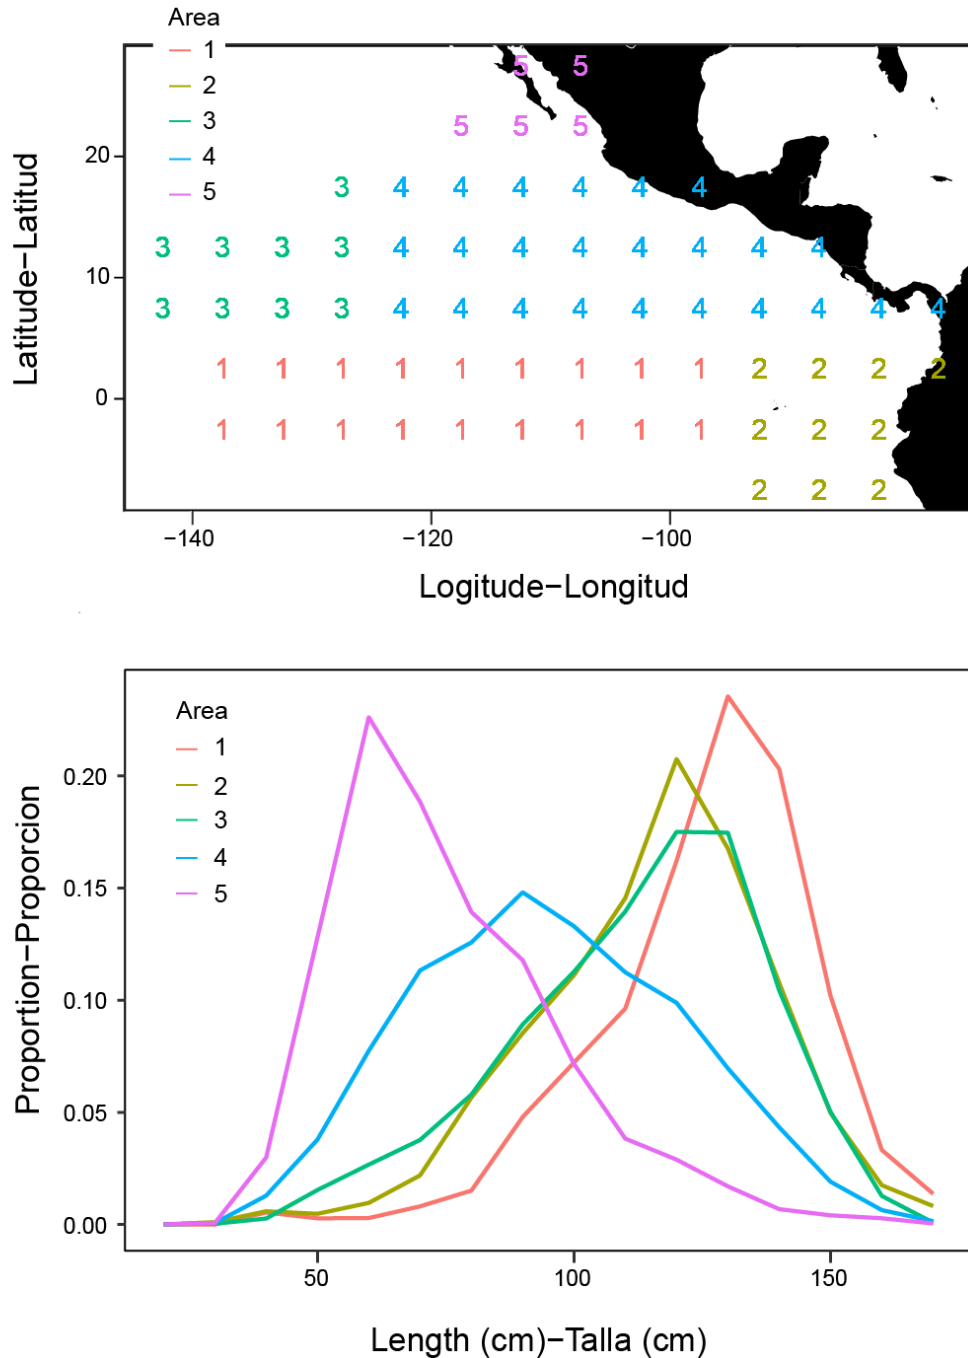 Area
1
2
3
4
5
5 5
5 5 5
3 4 4 4 4 4 4
3 3 3 3 4 4 4 4 4 4 4 4
3 3 3 3 4 4 4 4 4 4 4 4 4 4
1 1 1 1 1 1 1 1 1 2 2 2 2
1 1 1 1 1 1 1 1 1 2 2 2
2 2 2
20
10
0
Latitude−Latitud
−140 −120 −100
Logitude−Longitud
Area
1
2
3
4
5
0.20
0.15
0.10
0.05
0.00
Proportion−Proporcion
50 100 150
Length (cm)−Talla (cm)